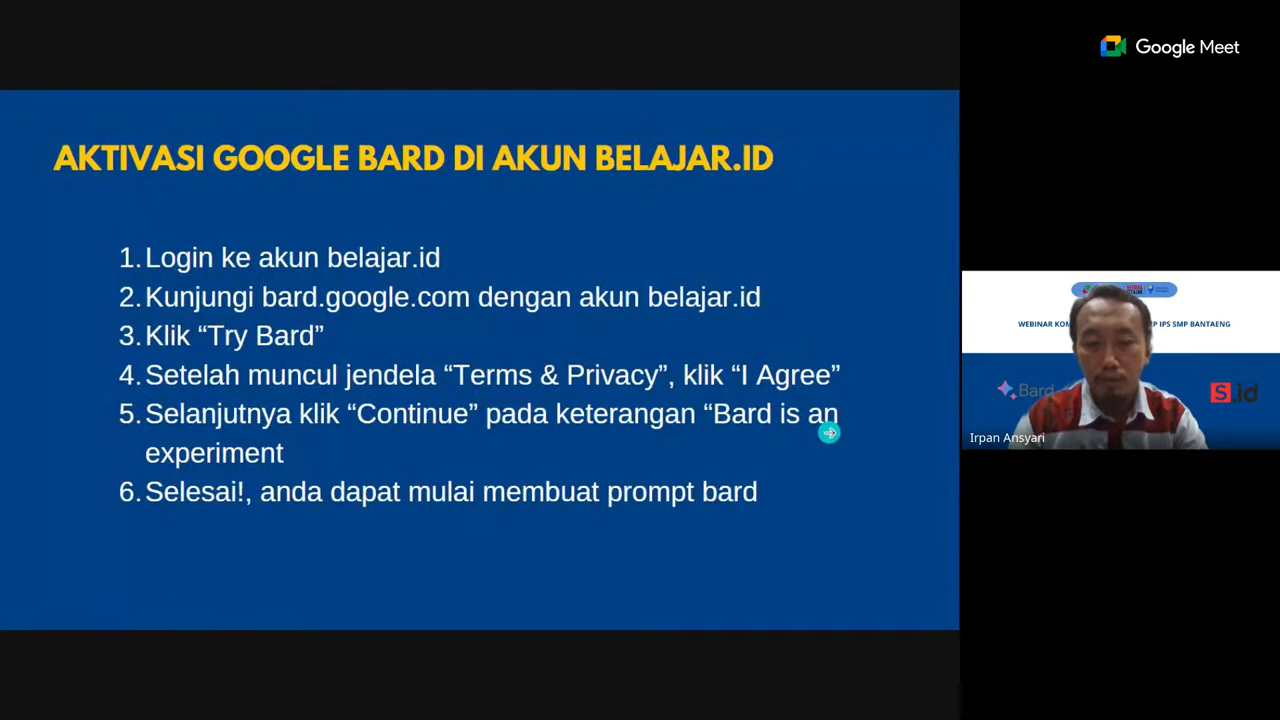 Google Meet
AKTIVASI GOOGLE BARD DI AKUN BELAJAR.ID
1. Login ke akun belajar.id
2. Kunjungi bard.google.com dengan akun belajar.id
3. Klik “Try Bard”
4. Setelah muncul jendela “Terms & Privacy”, klik “I Agree”
5. Selanjutnya klik “Continue” pada keterangan “Bard is an
experiment
6. Selesai!, anda dapat mulai membuat prompt bard
WEBINAR KOM
IPS SMP BANTAENG
Bard
S.id
Irpan Ansyari